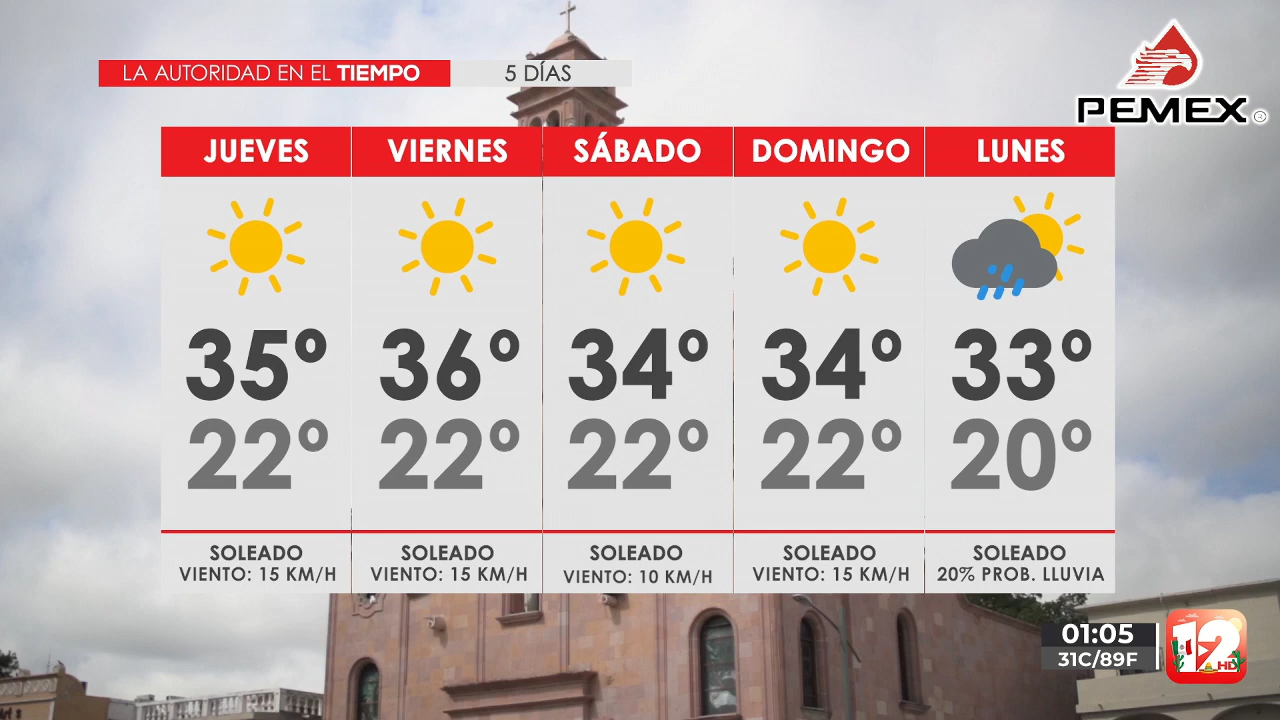 LA AUTORIDAD EN EL TIEMPO
5 DÍAS
PEMEX
JUEVES
35°
22°
SOLEADO
VIENTO: 15 KM/H
VIERNES
36°
22°
SOLEADO
VIENTO: 15 KM/H
SÁBADO
34°
22°
SOLEADO
VIENTO: 10 KM/H
DOMINGO
34°
22°
SOLEADO
VIENTO: 15 KM/H
LUNES
33°
20°
SOLEADO
20% PROB. LLUVIA
01:05
31C/89F
12
HD